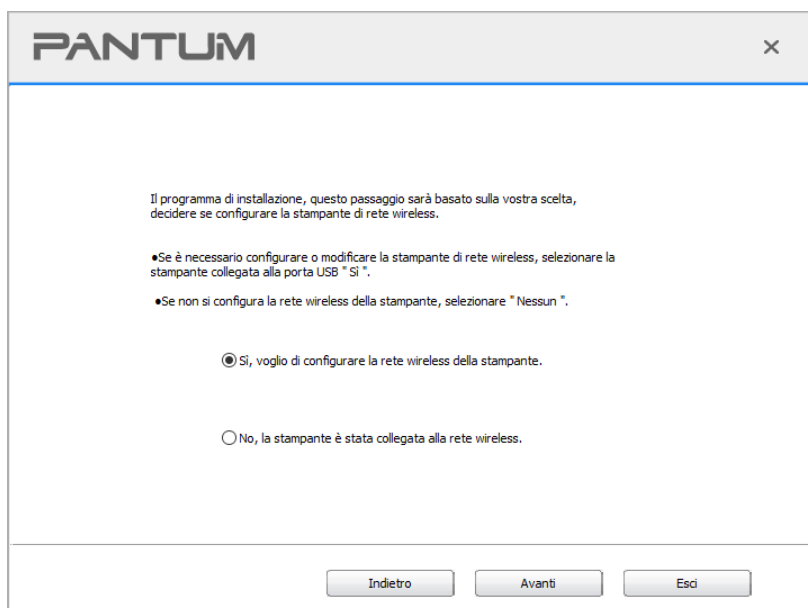 PANTUM
Il programma di installazione, questo passaggio sarà basato sulla vostra scelta,
decidere se configurare la stampante di rete wireless.
●Se è necessario configurare o modificare la stampante di rete wireless, selezionare la
stampante collegata alla porta USB " Sì ".
●Se non si configura la rete wireless della stampante, selezionare " Nessun ".
Sì, voglio di configurare la rete wireless della stampante.
No, la stampante è stata collegata alla rete wireless.
Indietro
Avanti
Esci